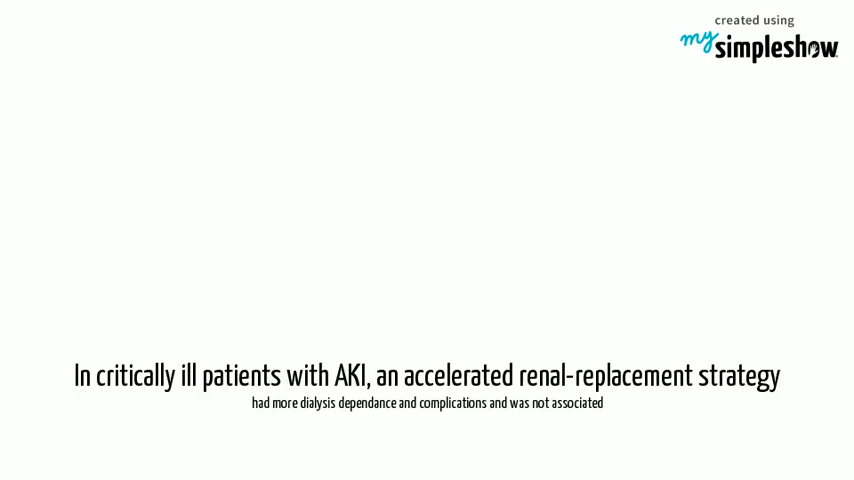 created using
my simpleshow
In critically ill patients with AKI, an accelerated renal-replacement strategy
had more dialysis dependance and complications and was not associated